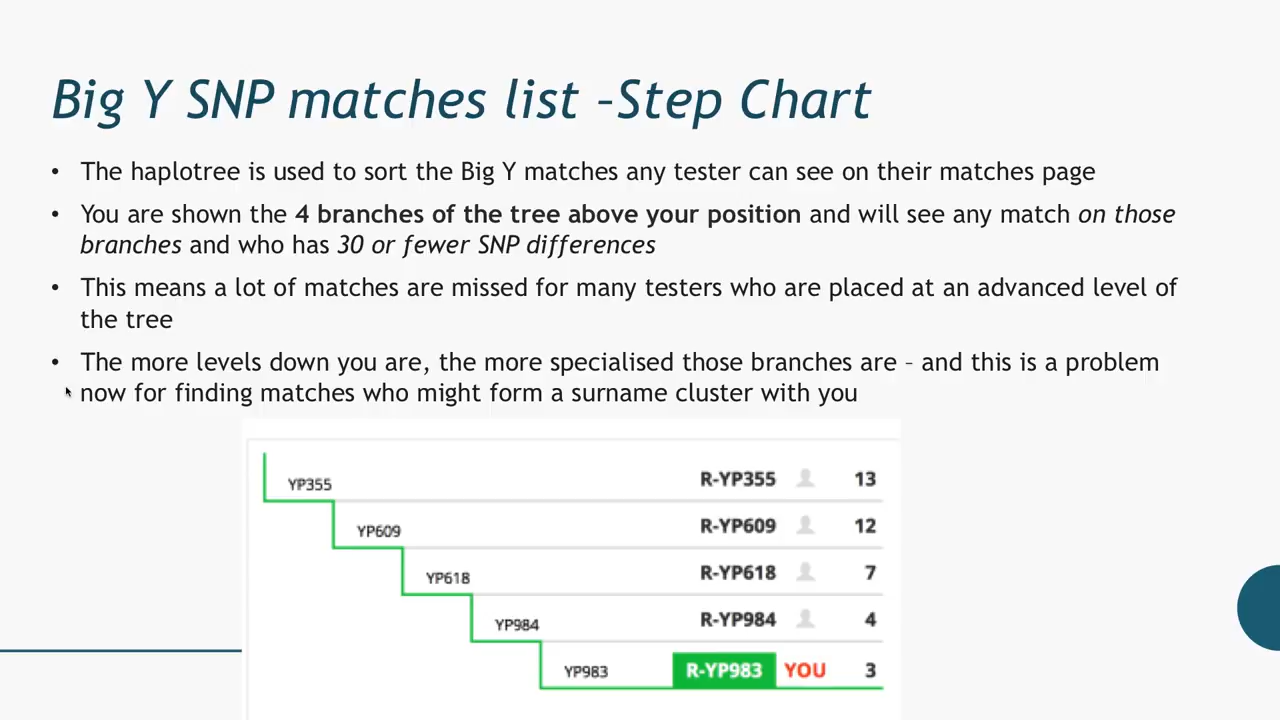 Big Y SNP matches list –Step Chart
• The haplotree is used to sort the Big Y matches any tester can see on their matches page
• You are shown the 4 branches of the tree above your position and will see any match on those
branches and who has 30 or fewer SNP differences
• This means a lot of matches are missed for many testers who are placed at an advanced level of
the tree
• The more levels down you are, the more specialised those branches are – and this is a problem
now for finding matches who might form a surname cluster with you
YP355 R-YP355 13
YP609 R-YP609 12
YP618 R-YP618 7
YP984 R-YP984 4
YP983 R-YP983 YOU 3